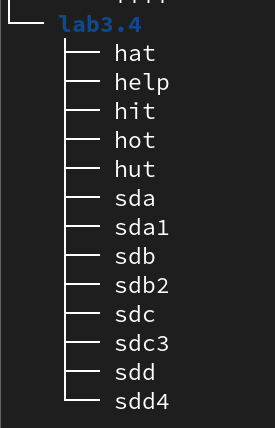 lab3.4
hat
help
hit
hot
hut
sda
sda1
sdb
sdb2
sdc
sdc3
sdd
sdd4